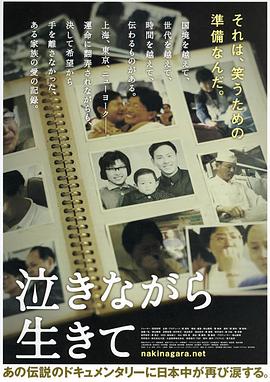 それは、笑うための
準備なんだ。
国境を越えて、
世代を越えて、
時間を越えて、
伝わるものがある。
上海、東京、ニューヨーク──
運命に翻弄されながらも、
決して希望から
手を離さなかった、
ある家族の愛の記録。
泣きながら
生きて
nakinagara.net
あの伝説のドキュメンタリーに日本中が再び涙する。